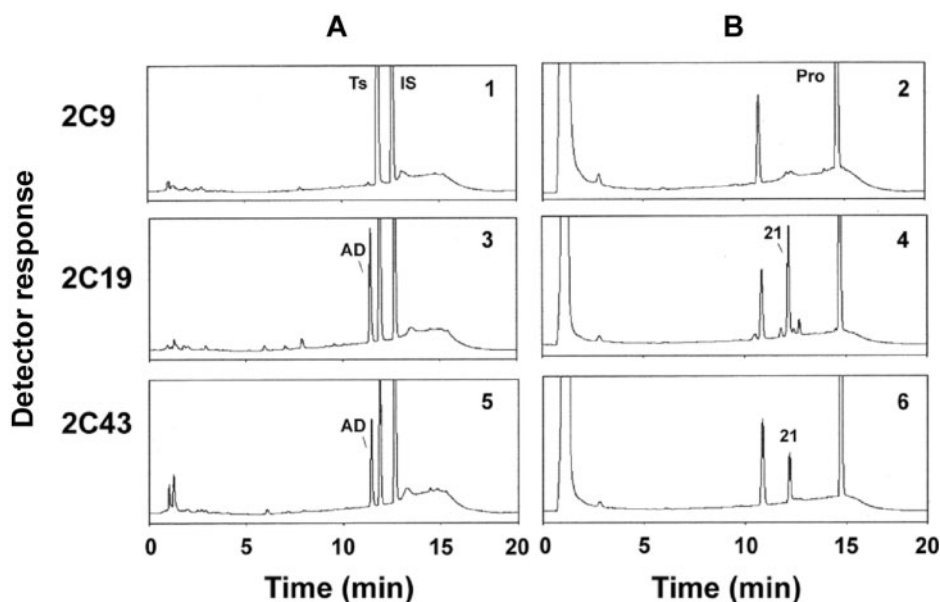 A B
Ts IS 1 Pro 2
2C9
AD 3 21 4
2C19
AD 5 21 6
2C43
Detector response
0 5 10 15 20 0 5 10 15 20
Time (min) Time (min)